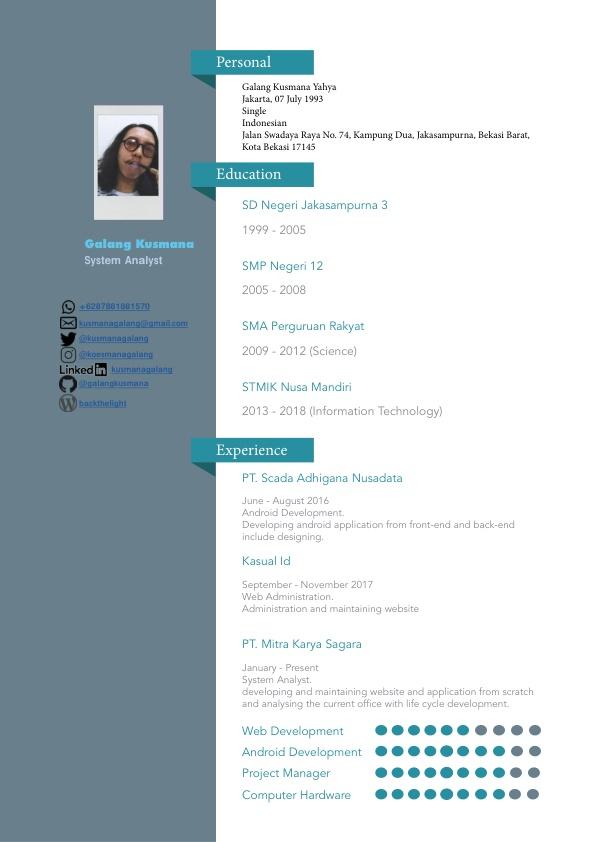 Personal
Galang Kusmana Yahya
Jakarta, 07 July 1993
Single
Indonesian
Jalan Swadaya Raya No. 74, Kampung Dua, Jakasampurna, Bekasi Barat,
Kota Bekasi 17145
Galang Kusmana
System Analyst
+6287881881570
kusmanagalang@gmail.com
@kusmanagalang
@koesmanagalang
Linked in kusmanagalang
@galangkusmana
backthelight
Education
SD Negeri Jakasampurna 3
1999 - 2005
SMP Negeri 12
2005 - 2008
SMA Perguruan Rakyat
2009 - 2012 (Science)
STMIK Nusa Mandiri
2013 - 2018 (Information Technology)
Experience
PT. Scada Adhigana Nusadata
June - August 2016
Android Development.
Developing android application from front-end and back-end
include designing.
Kasual Id
September - November 2017
Web Administration.
Administration and maintaining website
PT. Mitra Karya Sagara
January - Present
System Analyst.
developing and maintaining website and application from scratch
and analysing the current office with life cycle development.
Web Development
Android Development
Project Manager
Computer Hardware